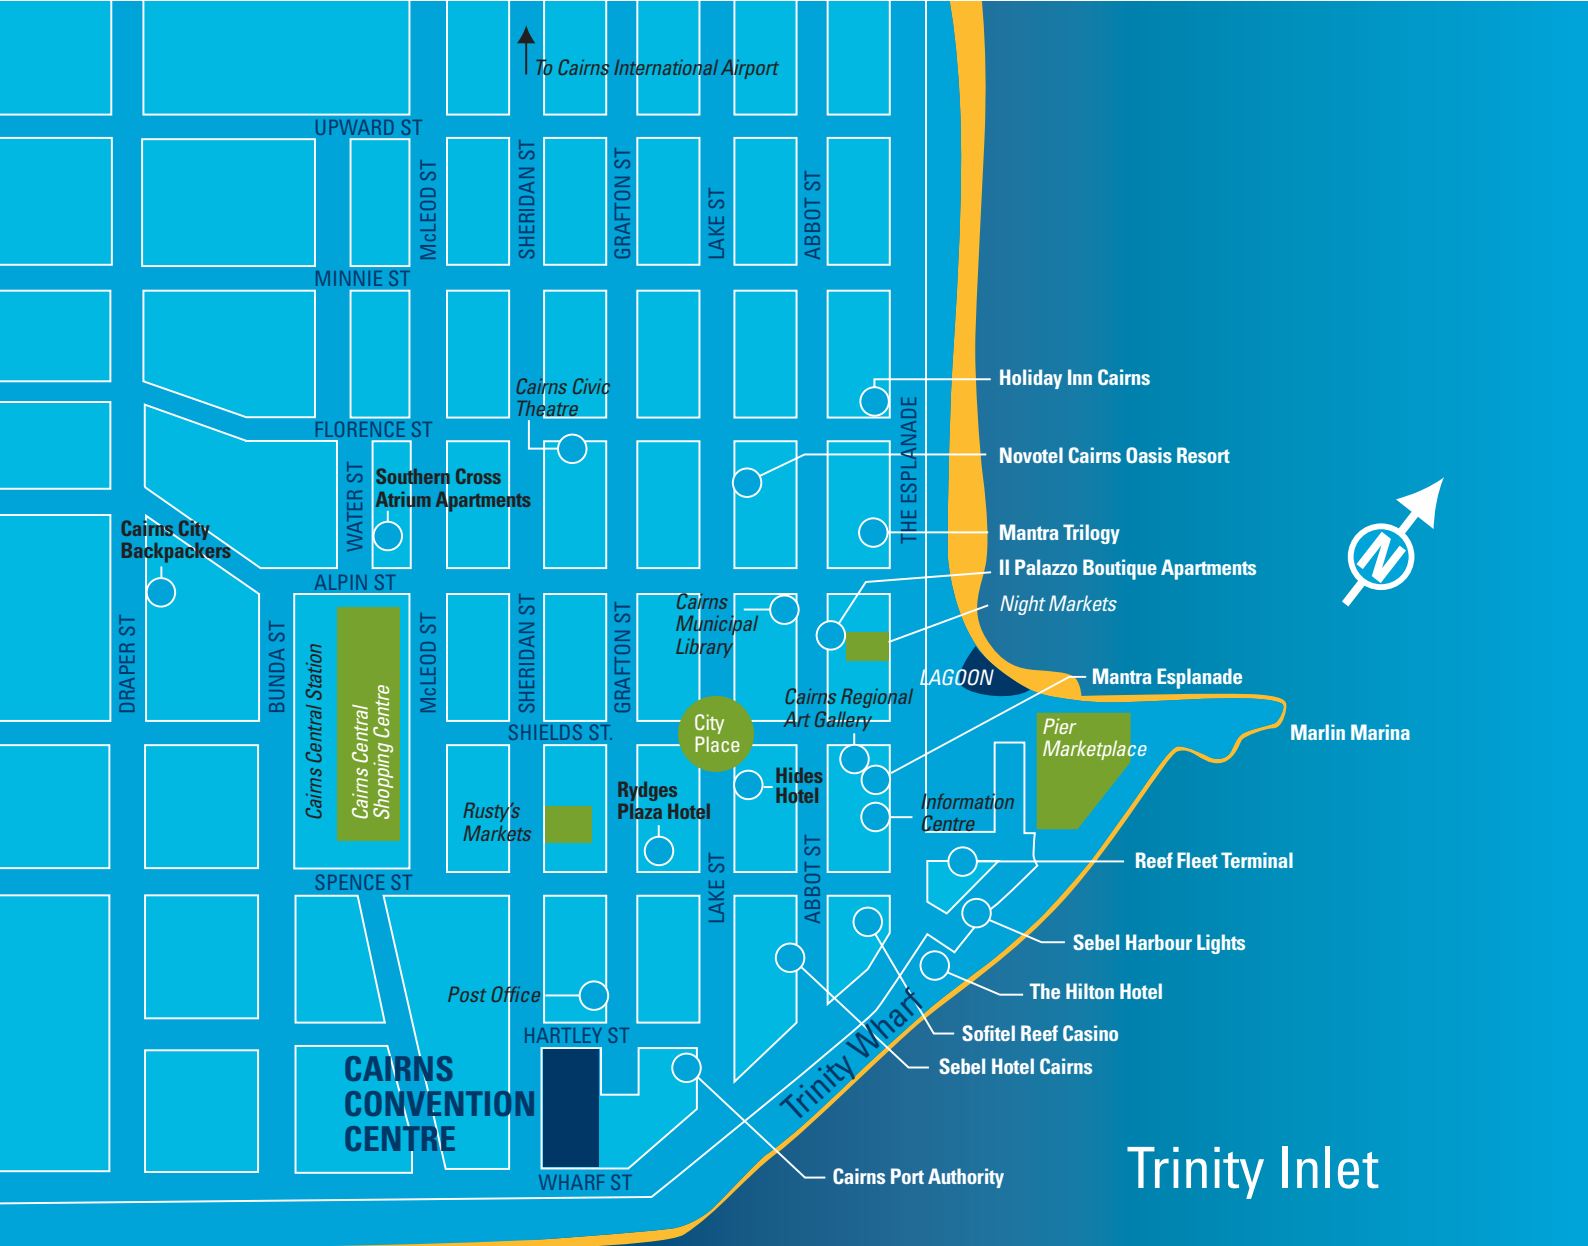 To Cairns International Airport
UPWARD ST
McLEOD ST
SHERIDAN ST
GRAFTON ST
LAKE ST
ABBOT ST
MINNIE ST
Holiday Inn Cairns
Cairns Civic
Theatre
THE ESPLANADE
FLORENCE ST
Novotel Cairns Oasis Resort
WATER ST
Southern Cross
Atrium Apartments
Cairns City
Backpackers
Mantra Trilogy
N
Il Palazzo Boutique Apartments
ALPIN ST
Night Markets
Cairns
Municipal
Library
DRAPER ST
BUNDA ST
Cairns Central Station
Cairns Central
Shopping Centre
McLEOD ST
SHERIDAN ST
GRAFTON ST
LAGOON
Mantra Esplanade
Cairns Regional
Art Gallery
City
Place
SHIELDS ST.
Pier
Marketplace
Marlin Marina
Hides
Hotel
Rydges
Plaza Hotel
Rusty's
Markets
Information
Centre
LAKE ST
ABBOT ST
Reef Fleet Terminal
SPENCE ST
Sebel Harbour Lights
Post Office
The Hilton Hotel
Trinity Wharf
HARTLEY ST
Sofitel Reef Casino
Sebel Hotel Cairns
CAIRNS
CONVENTION
CENTRE
WHARF ST
Cairns Port Authority
Trinity Inlet